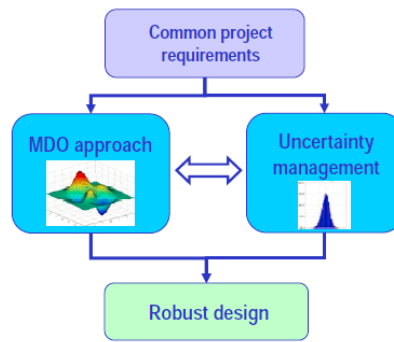 Common project
requirements
MDO approach
Uncertainty
management
Robust design